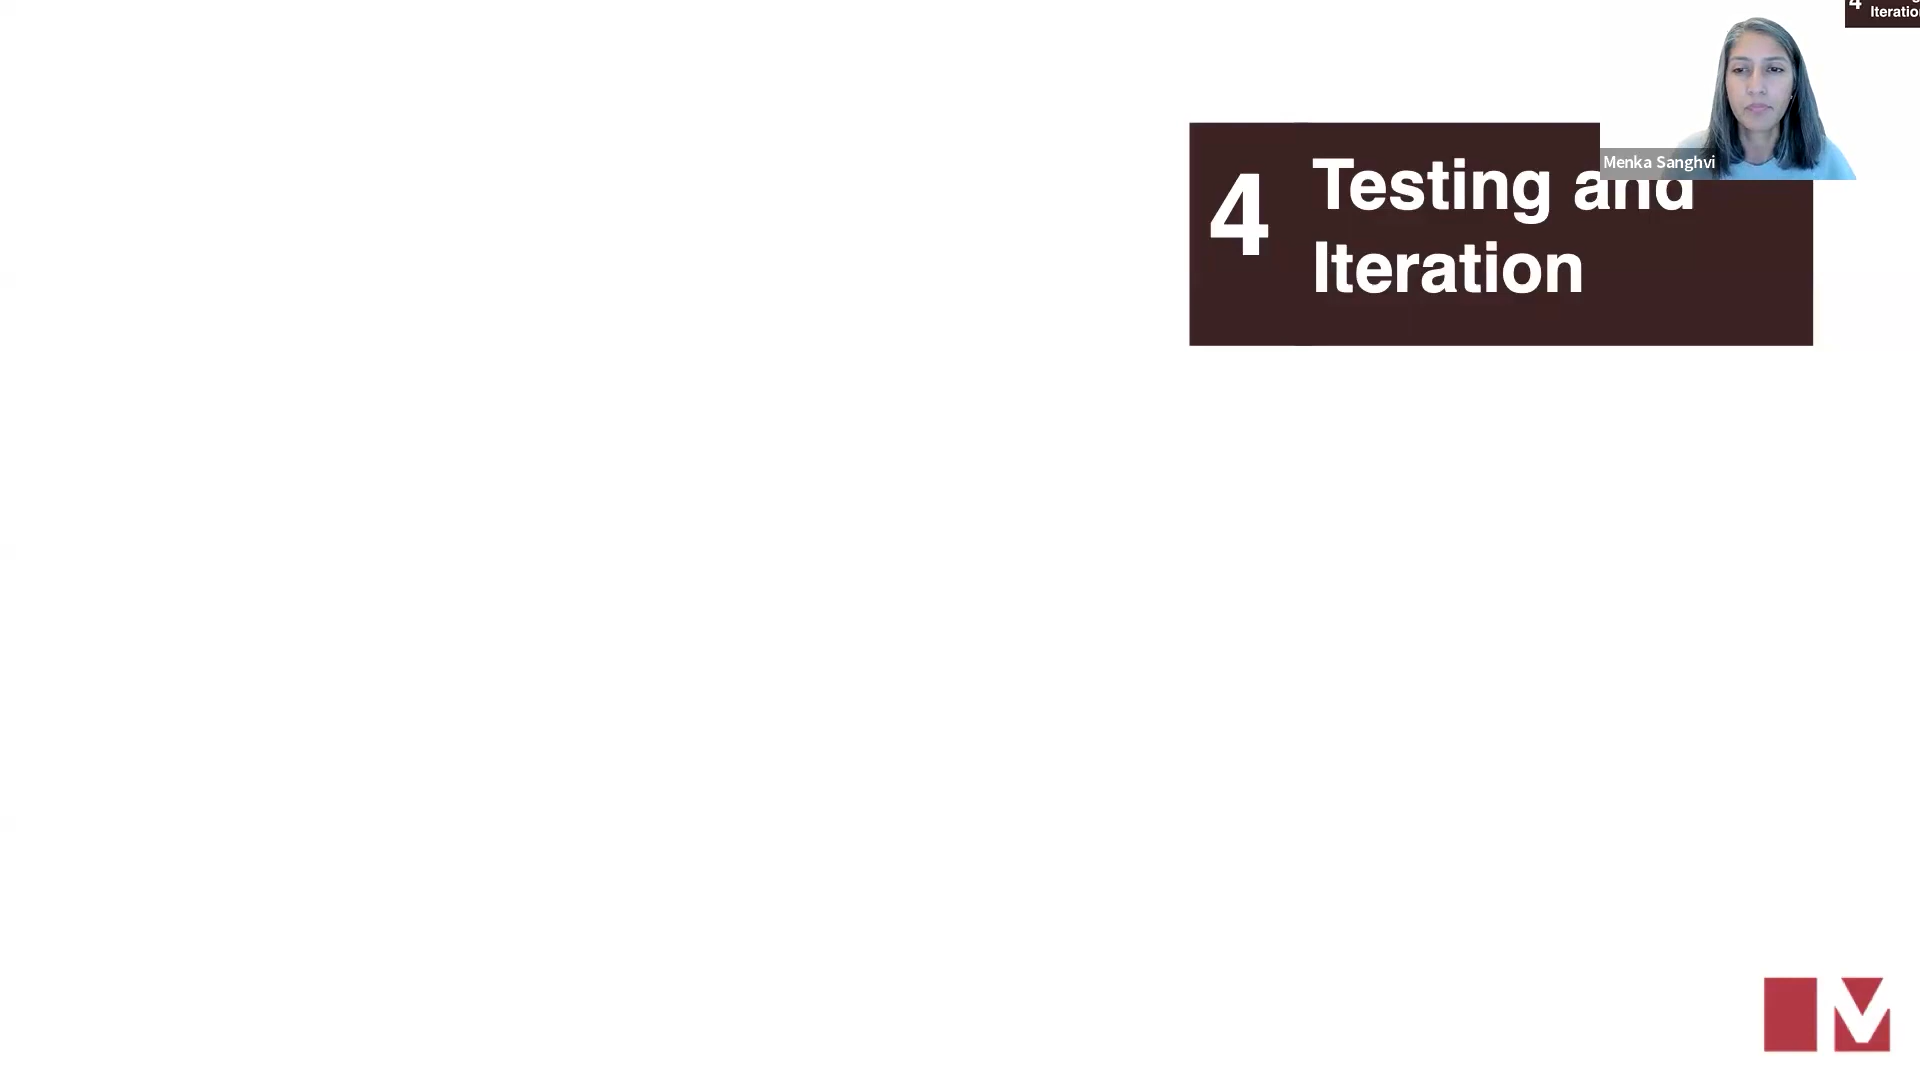 4
Iteratio
Menka Sanghvi
4
Testing and
Iteration